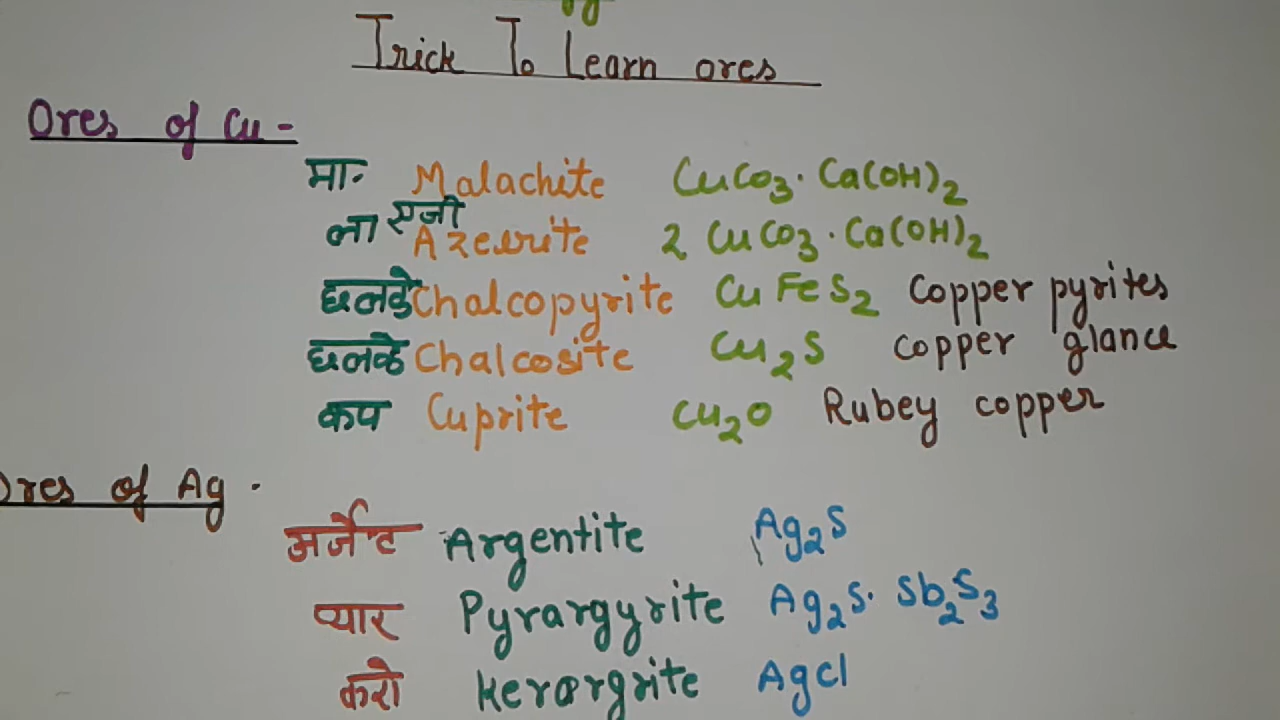 Trick To Learn ores
Ores of Cu -
मा. Malachite CuCo3. Ca(OH)2
ला एजी Azeurite 2 CuCo3. Ca(OH)2
छलके Chalcopyrite CuFeS2 Copper pyrites
छलके Chalcosite Cu2S copper glance
कप Cuprite Cu2O Rubey copper
Ores of Ag .
अर्जेन्ट Argentite Ag2S
प्यार Pyrargyrite Ag2S. Sb2S3
करो Kerargrite AgCl